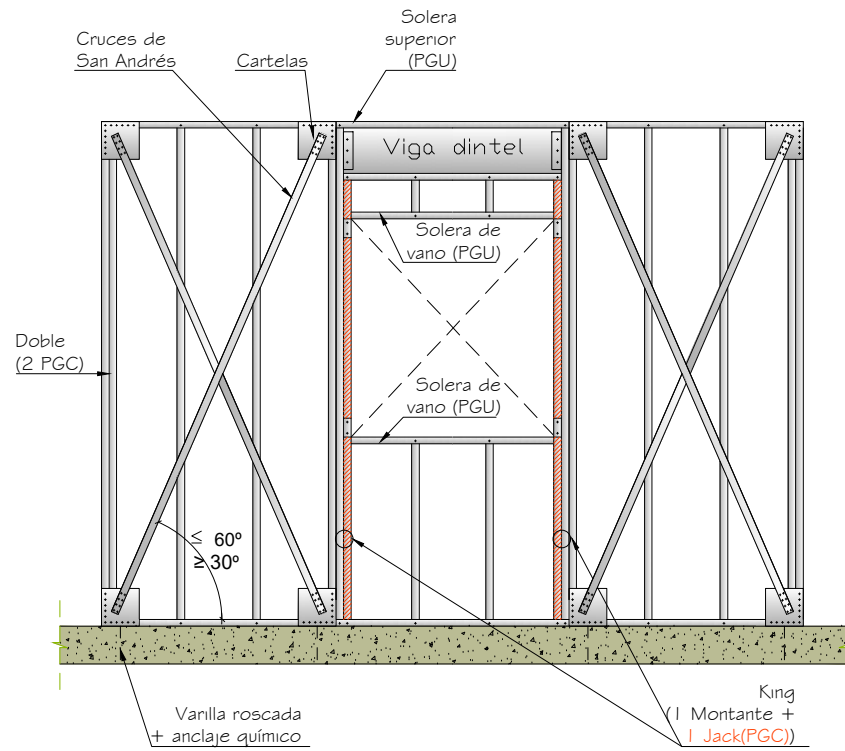 Solera
superior
(PGU)
Cruces de
San Andrés
Cartelas
Viga dintel
Solera de
vano (PGU)
Doble
(2 PGC)
Solera de
vano (PGU)
≤ 60º
≥ 30º
King
(1 Montante +
1 Jack(PGC))
Varilla roscada
+ anclaje químico